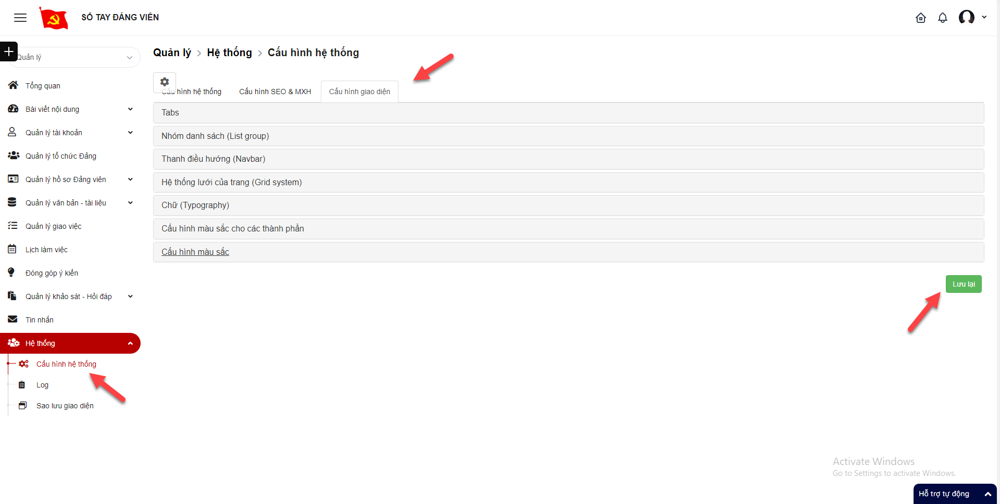 SỔ TAY ĐẢNG VIÊN
Quản lý
Tổng quan
Bài viết nội dung
Quản lý tài khoản
Quản lý tổ chức Đảng
Quản lý hồ sơ Đảng viên
Quản lý văn bản - tài liệu
Quản lý giao việc
Lịch làm việc
Đóng góp ý kiến
Quản lý khảo sát - Hỏi đáp
Tin nhắn
Hệ thống
Cấu hình hệ thống
Log
Sao lưu giao diện
Quản lý > Hệ thống > Cấu hình hệ thống
Cấu hình hệ thống
Cấu hình SEO & MXH
Cấu hình giao diện
Tabs
Nhóm danh sách (List group)
Thanh điều hướng (Navbar)
Hệ thống lưới của trang (Grid system)
Chữ (Typography)
Cấu hình màu sắc cho các thành phần
Cấu hình màu sắc
Lưu lại
Activate Windows
Go to Settings to activate Windows.
Hỗ trợ tự động